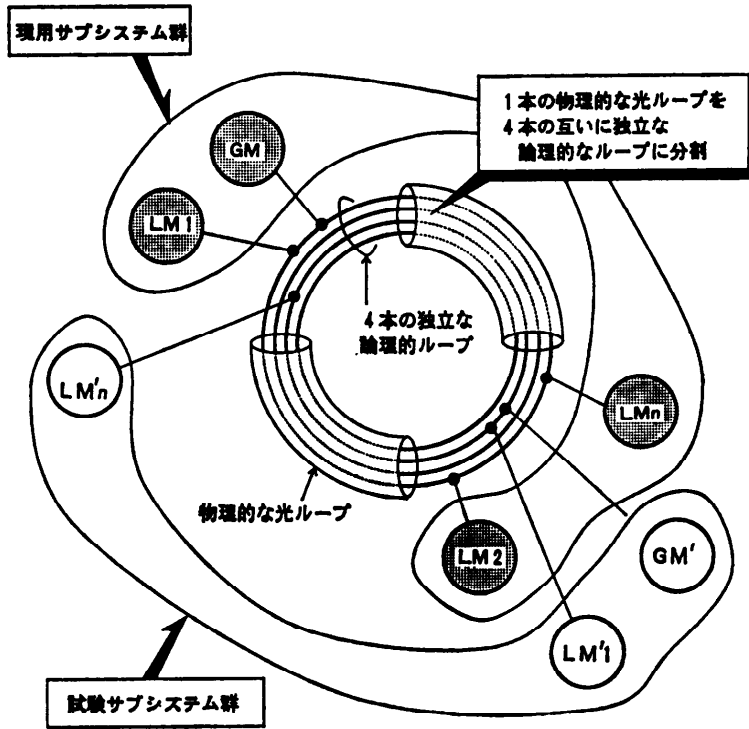 現用サブシステム群
1本の物理的な光ループを
4本の互いに独立な
論理的なループに分割
GM
LM1
4本の独立な
論理的ループ
LM'n
LMn
物理的な光ループ
LM2
GM'
LM'1
試験サブシステム群